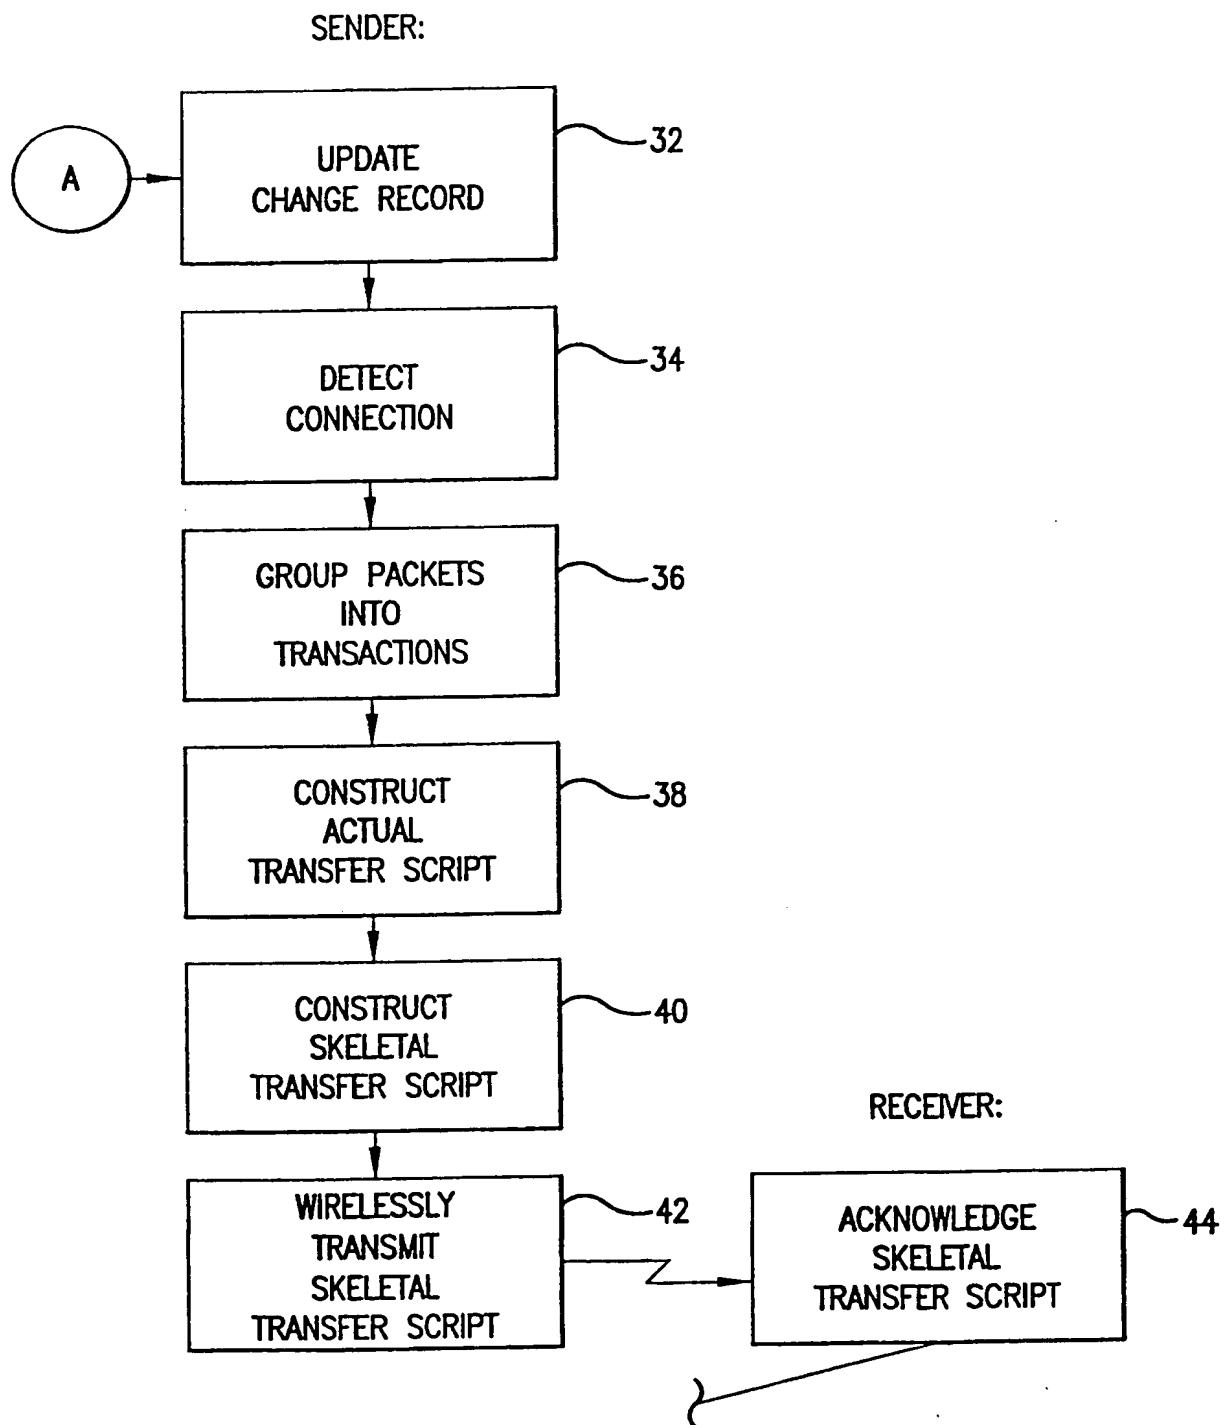 SENDER:
A
UPDATE
CHANGE RECORD
32
DETECT
CONNECTION
34
GROUP PACKETS
INTO
TRANSACTIONS
36
CONSTRUCT
ACTUAL
TRANSFER SCRIPT
38
CONSTRUCT
SKELETAL
TRANSFER SCRIPT
40
WIRELESSLY
TRANSMIT
SKELETAL
TRANSFER SCRIPT
42
RECEIVER:
ACKNOWLEDGE
SKELETAL
TRANSFER SCRIPT
44